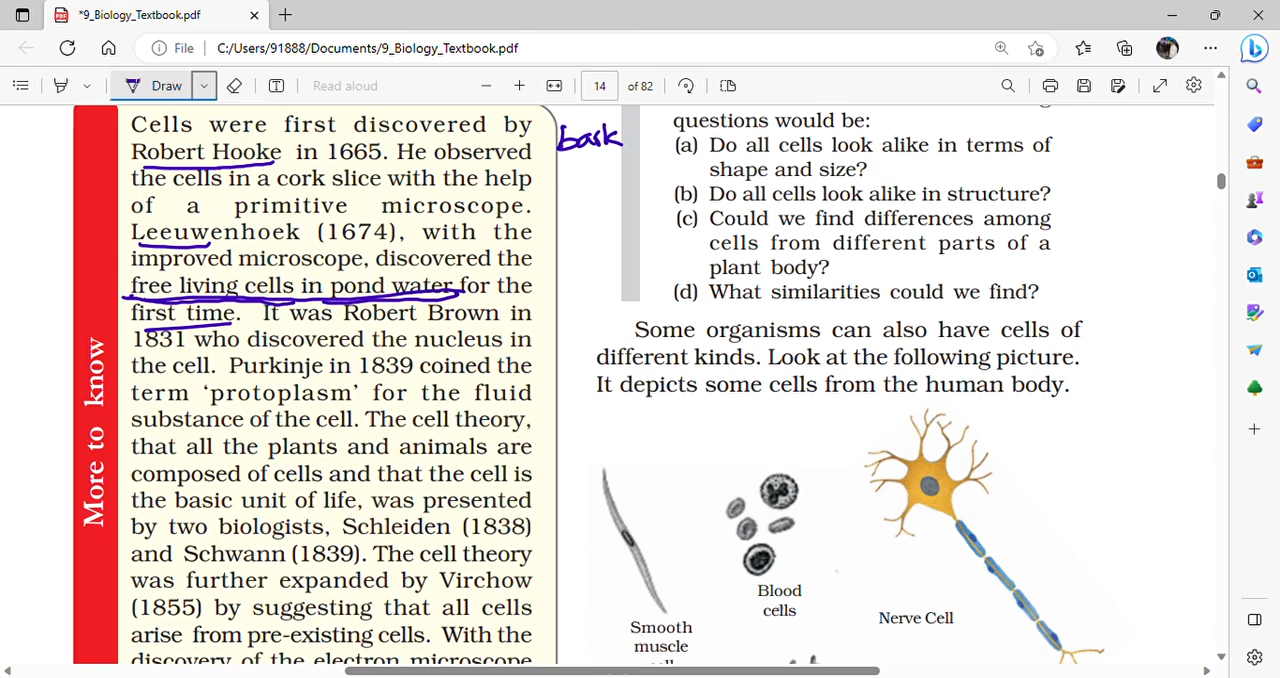 *9_Biology_Textbook.pdf
File
C:/Users/91888/Documents/9_Biology_Textbook.pdf
Draw
Read aloud
14
of 82
More to know
Cells were first discovered by
Robert Hooke in 1665. He observed
the cells in a cork slice with the help
of a primitive microscope.
Leeuwenhoek (1674), with the
improved microscope, discovered the
free living cells in pond water for the
first time. It was Robert Brown in
1831 who discovered the nucleus in
the cell. Purkinje in 1839 coined the
term ‘protoplasm’ for the fluid
substance of the cell. The cell theory,
that all the plants and animals are
composed of cells and that the cell is
the basic unit of life, was presented
by two biologists, Schleiden (1838)
and Schwann (1839). The cell theory
was further expanded by Virchow
(1855) by suggesting that all cells
arise from pre-existing cells. With the
discovery of the electron microscope
bark
questions would be:
(a) Do all cells look alike in terms of
shape and size?
(b) Do all cells look alike in structure?
(c) Could we find differences among
cells from different parts of a
plant body?
(d) What similarities could we find?
Some organisms can also have cells of
different kinds. Look at the following picture.
It depicts some cells from the human body.
Blood
cells
Nerve Cell
Smooth
muscle